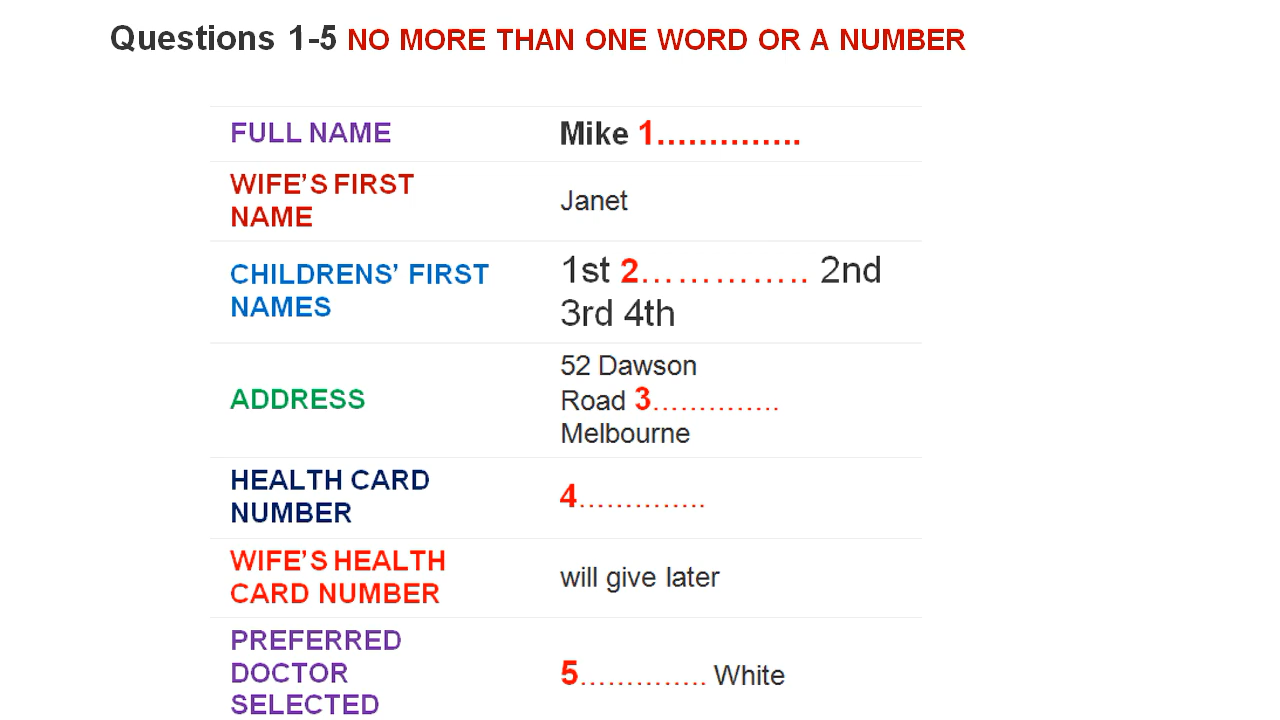 Questions 1-5 NO MORE THAN ONE WORD OR A NUMBER
FULL NAME
Mike 1..............
WIFE’S FIRST
NAME
Janet
CHILDRENS’ FIRST
NAMES
1st 2………….. 2nd
3rd 4th
ADDRESS
52 Dawson
Road 3…………..
Melbourne
HEALTH CARD
NUMBER
4…………..
WIFE’S HEALTH
CARD NUMBER
will give later
PREFERRED
DOCTOR
SELECTED
5………….. White